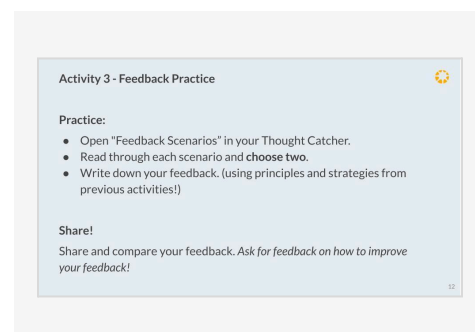 Activity 3 - Feedback Practice
Practice:
● Open "Feedback Scenarios" in your Thought Catcher.
● Read through each scenario and choose two.
● Write down your feedback. (using principles and strategies from
previous activities!)
Share!
Share and compare your feedback. Ask for feedback on how to improve
your feedback!
12